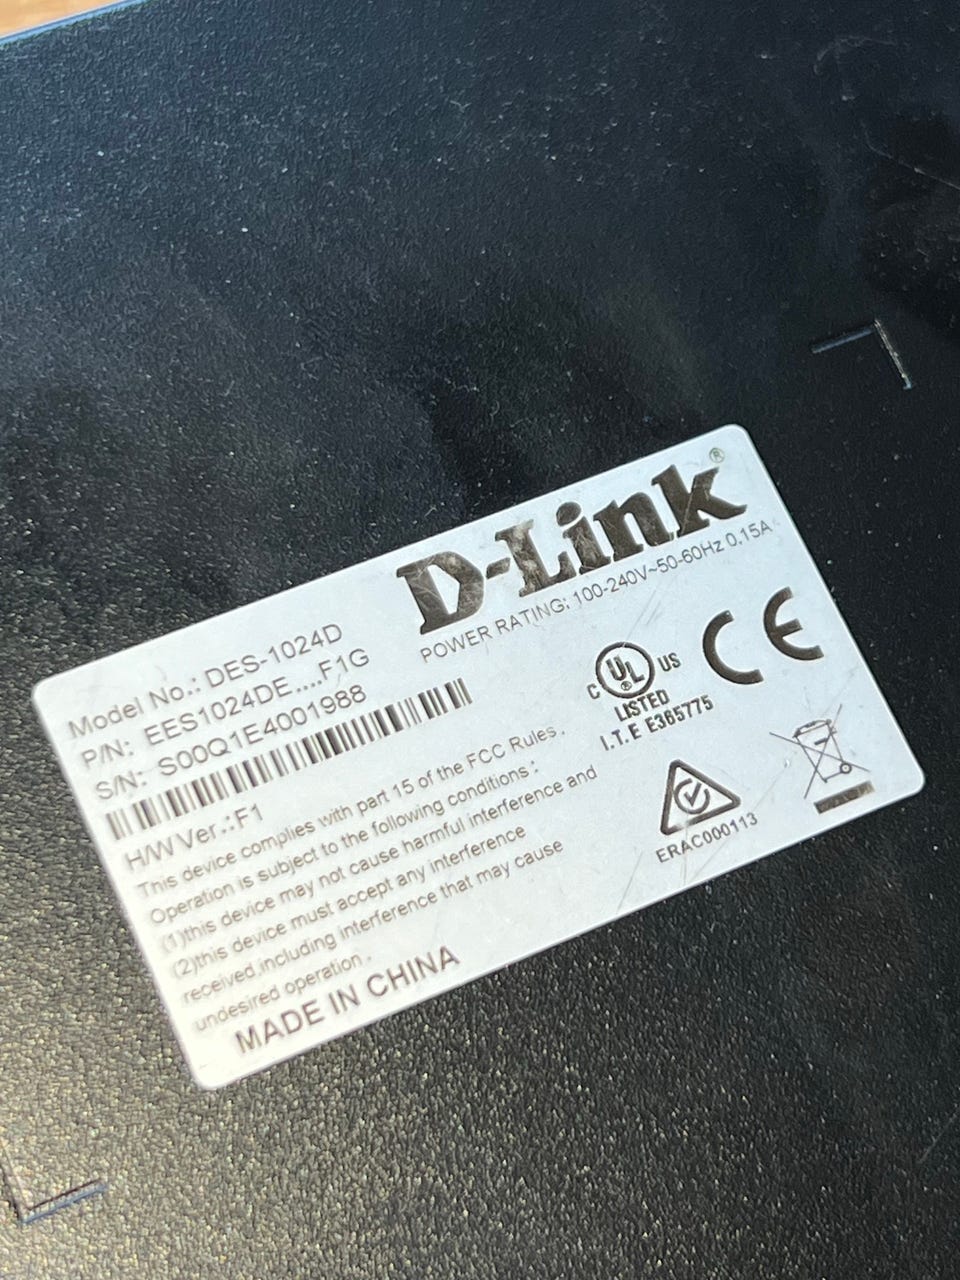 D-Link®
POWER RATING: 100-240V~50-60Hz 0.15A
Model No.: DES-1024D
P/N: EES1024DE....F1G
S/N: S00Q1E4001988
H/W Ver.:F1
C UL US
LISTED
I.T.E E365775
CE
ERAC000113
This device complies with part 15 of the FCC Rules.
Operation is subject to the following conditions:
(1)this device may not cause harmful interference and
(2)this device must accept any interference
received,including interference that may cause
undesired operation.
MADE IN CHINA